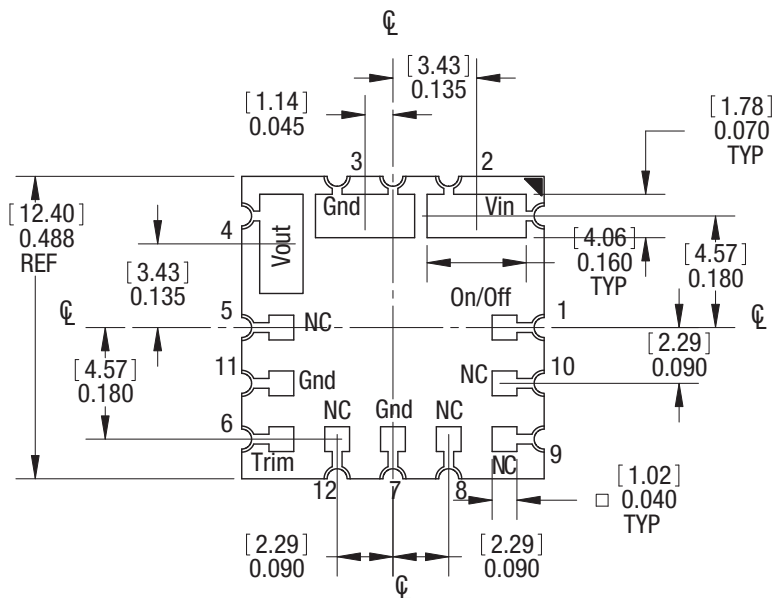 ℄
[3.43]
0.135
[1.14]
0.045
[1.78]
0.070
TYP
3
2
[12.40]
0.488
REF
4
Gnd
Vin
Vout
[4.06]
0.160
TYP
[4.57]
0.180
[3.43]
0.135
On/Off
℄
5
NC
1
℄
[4.57]
0.180
[2.29]
0.090
11
Gnd
NC
10
6
Trim
NC
Gnd
NC
NC
9
12
7
8
[1.02]
□ 0.040
TYP
[2.29]
0.090
[2.29]
0.090
℄